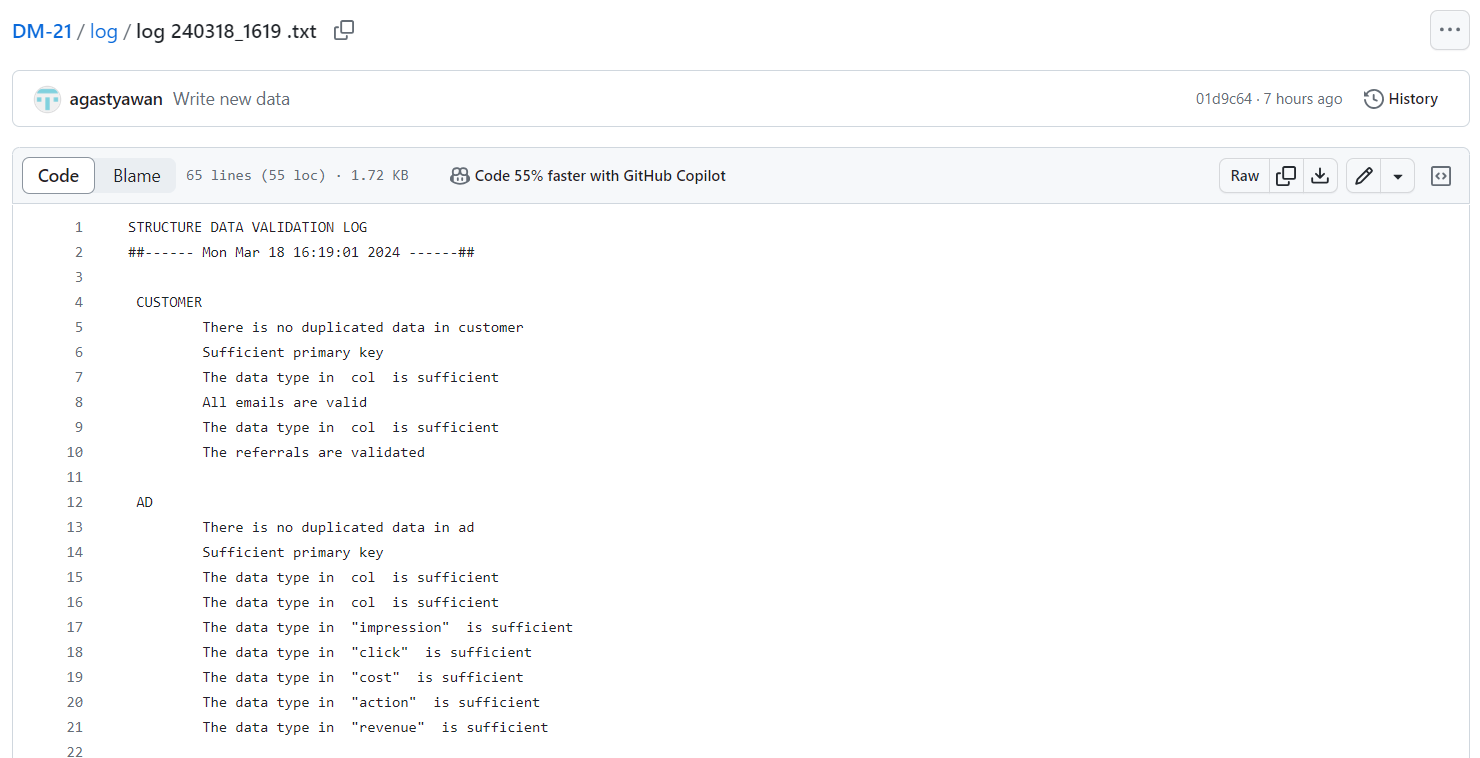 DM-21 / log / log 240318_1619 .txt
agastyawan Write new data 01d9c64 · 7 hours ago History
Code Blame 65 lines (55 loc) · 1.72 KB Code 55% faster with GitHub Copilot Raw
1 STRUCTURE DATA VALIDATION LOG
2 ##------ Mon Mar 18 16:19:01 2024 ------##
3
4 CUSTOMER
5 There is no duplicated data in customer
6 Sufficient primary key
7 The data type in  col  is sufficient
8 All emails are valid
9 The data type in  col  is sufficient
10 The referrals are validated
11
12 AD
13 There is no duplicated data in ad
14 Sufficient primary key
15 The data type in  col  is sufficient
16 The data type in  col  is sufficient
17 The data type in  "impression"  is sufficient
18 The data type in  "click"  is sufficient
19 The data type in  "cost"  is sufficient
20 The data type in  "action"  is sufficient
21 The data type in  "revenue"  is sufficient
22